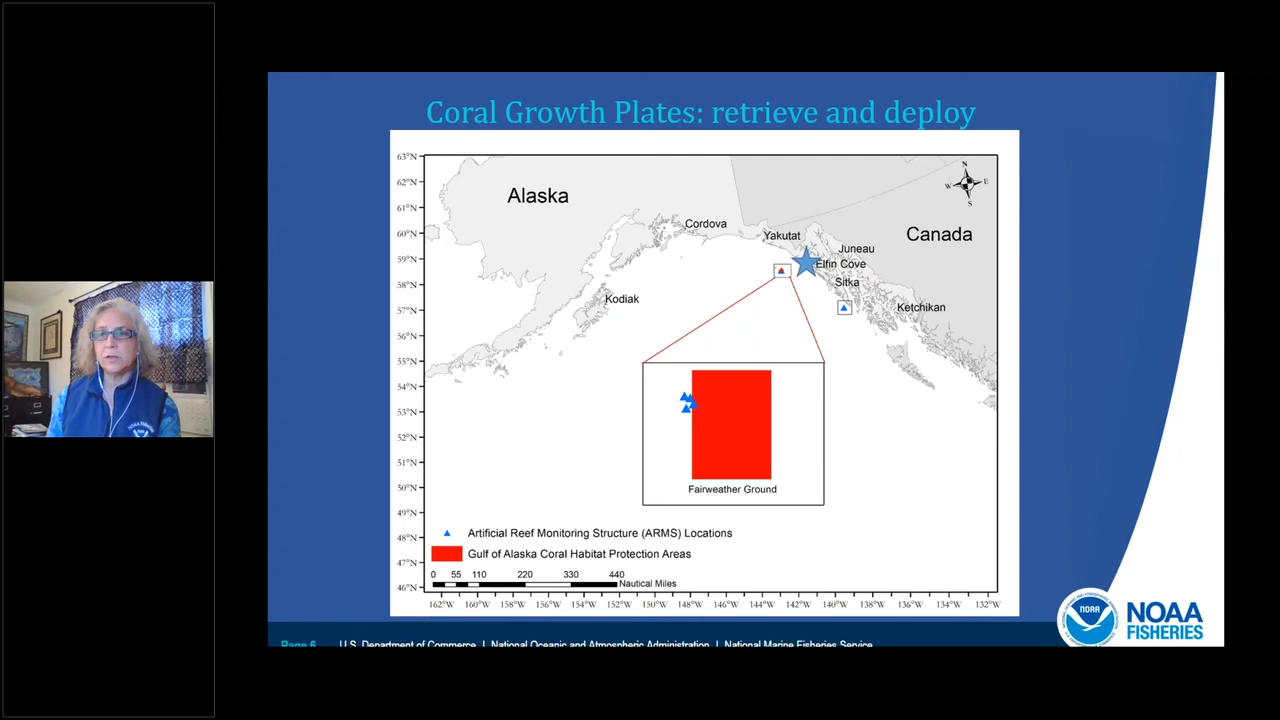 Coral Growth Plates: retrieve and deploy
63°N
62°N
61°N
60°N
59°N
58°N
57°N
56°N
55°N
54°N
53°N
52°N
51°N
50°N
49°N
48°N
47°N
46°N
Alaska
Cordova
Yakutat
Juneau
Canada
Elfin Cove
Sitka
Kodiak
Ketchikan
N
W E
S
Fairweather Ground
Artificial Reef Monitoring Structure (ARMS) Locations
Gulf of Alaska Coral Habitat Protection Areas
0 55 110 220 330 440
Nautical Miles
162°W 160°W 158°W 156°W 154°W 152°W 150°W 148°W 146°W 144°W 142°W 140°W 138°W 136°W 134°W 132°W
NOAA
NOAA
FISHERIES
Page 6 U.S. Department of Commerce | National Oceanic and Atmospheric Administration | National Marine Fisheries Service